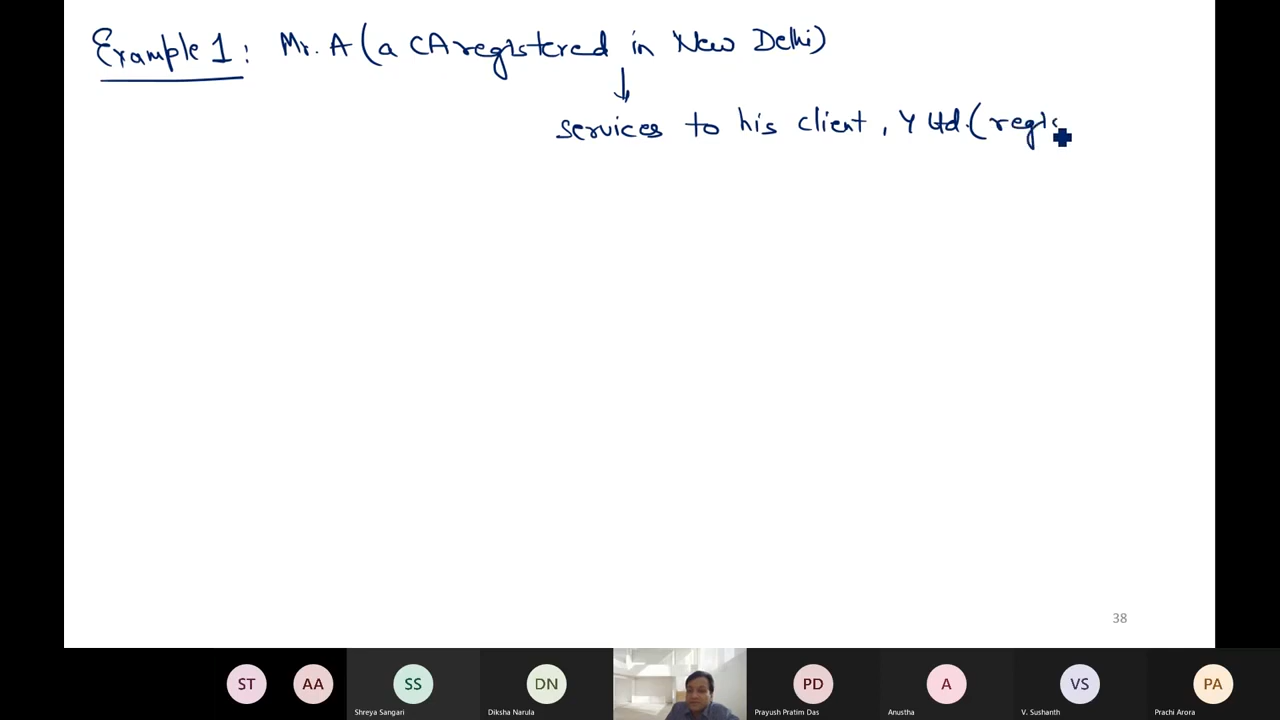 Example 1: Mr. A (a CA registered in New Delhi)
↓
services to his client, Y Ltd. (regis
38
ST AA SS DN PD A VS PA
Shreya Sangari Diksha Narula Prayush Pratim Das Anustha V. Sushanth Prachi Arora